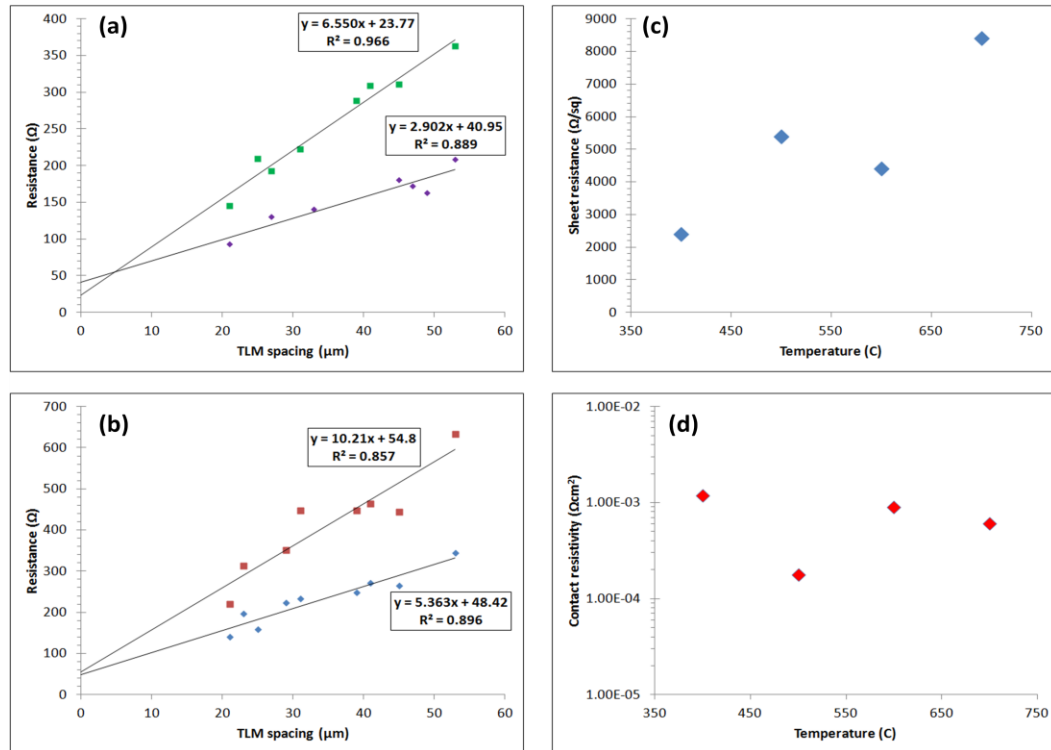 (a)
y = 6.550x + 23.77
R² = 0.966
y = 2.902x + 40.95
R² = 0.889
400
350
300
250
200
150
100
50
0
0 10 20 30 40 50 60
Resistance (Ω)
TLM spacing (µm)
(c)
9000
8000
7000
6000
5000
4000
3000
2000
1000
0
350 450 550 650 750
Sheet resistance (Ω/sq)
Temperature (C)
(b)
y = 10.21x + 54.8
R² = 0.857
y = 5.363x + 48.42
R² = 0.896
700
600
500
400
300
200
100
0
0 10 20 30 40 50 60
Resistance (Ω)
TLM spacing (µm)
(d)
1.00E-02
1.00E-03
1.00E-04
1.00E-05
350 450 550 650 750
Contact resistivity (Ωcm²)
Temperature (C)